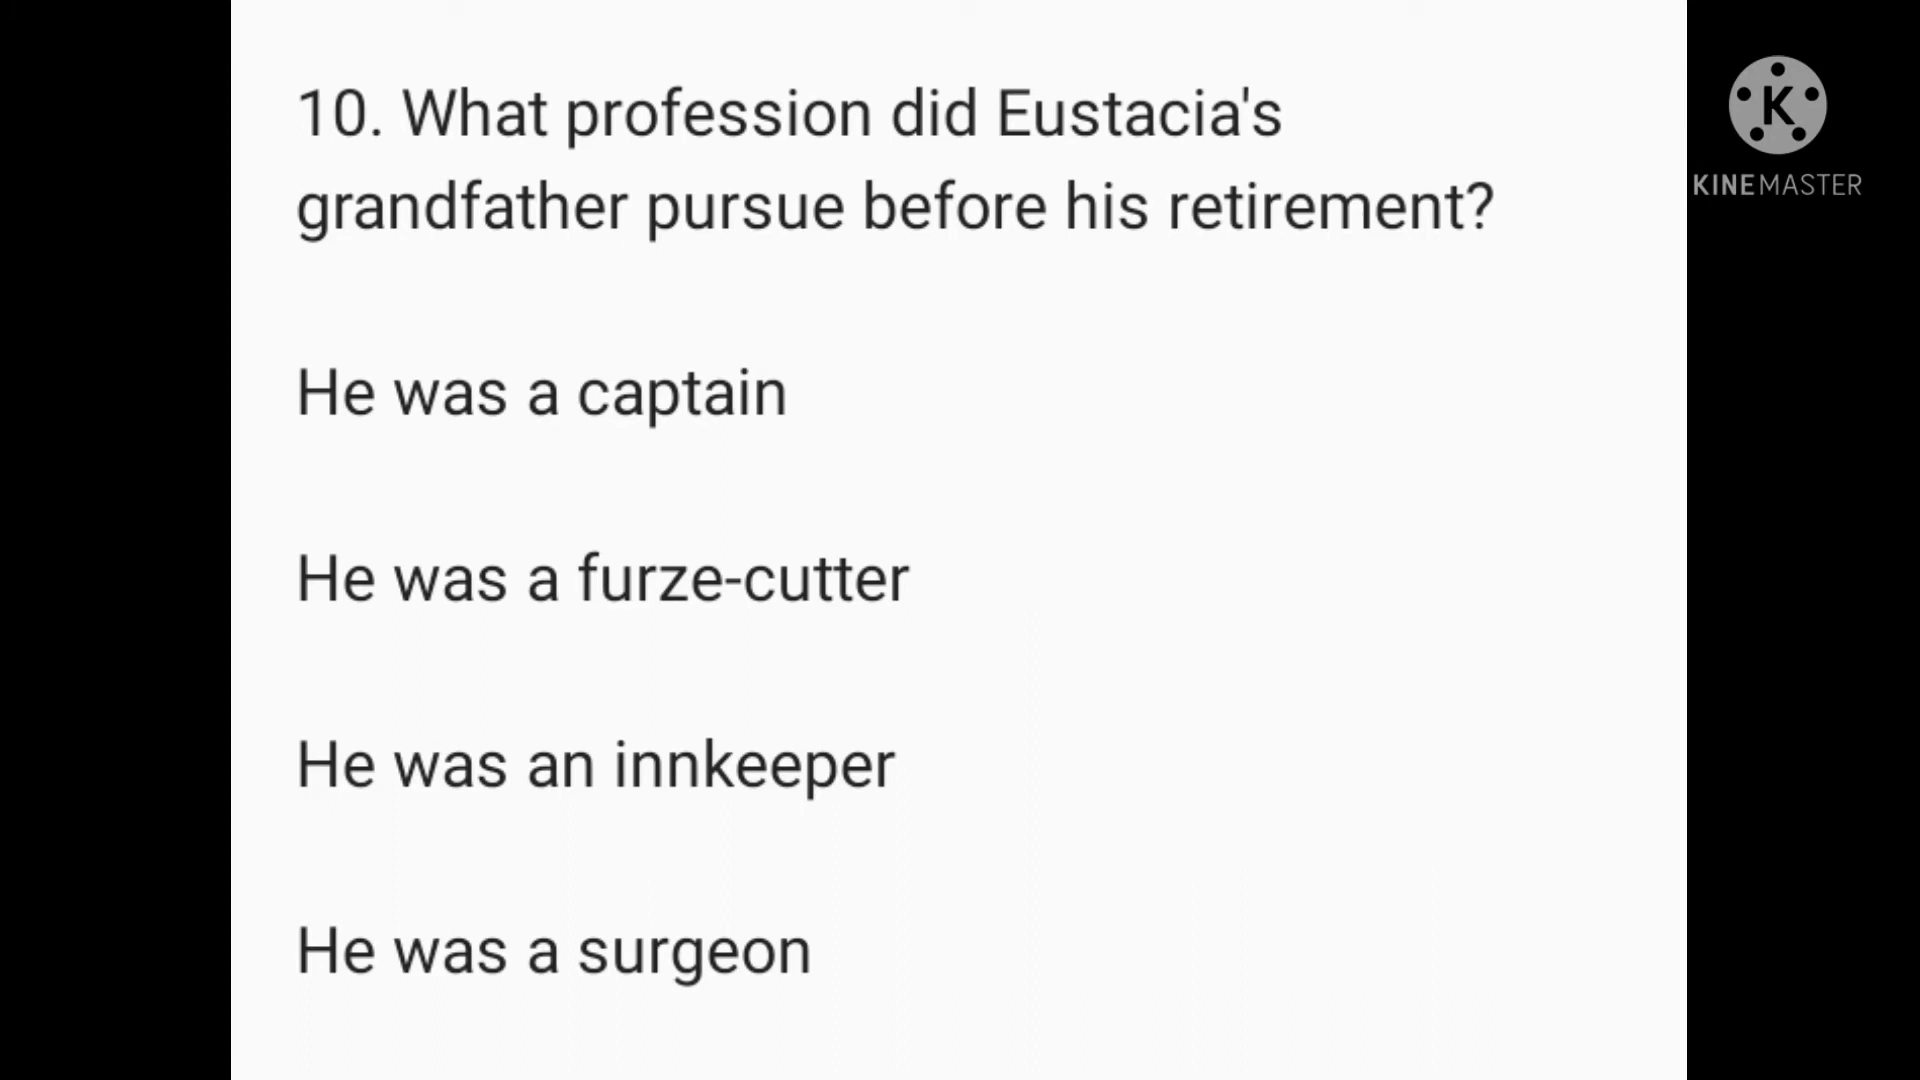 10. What profession did Eustacia's
grandfather pursue before his retirement?
He was a captain
He was a furze-cutter
He was an innkeeper
He was a surgeon
K
KINEMASTER